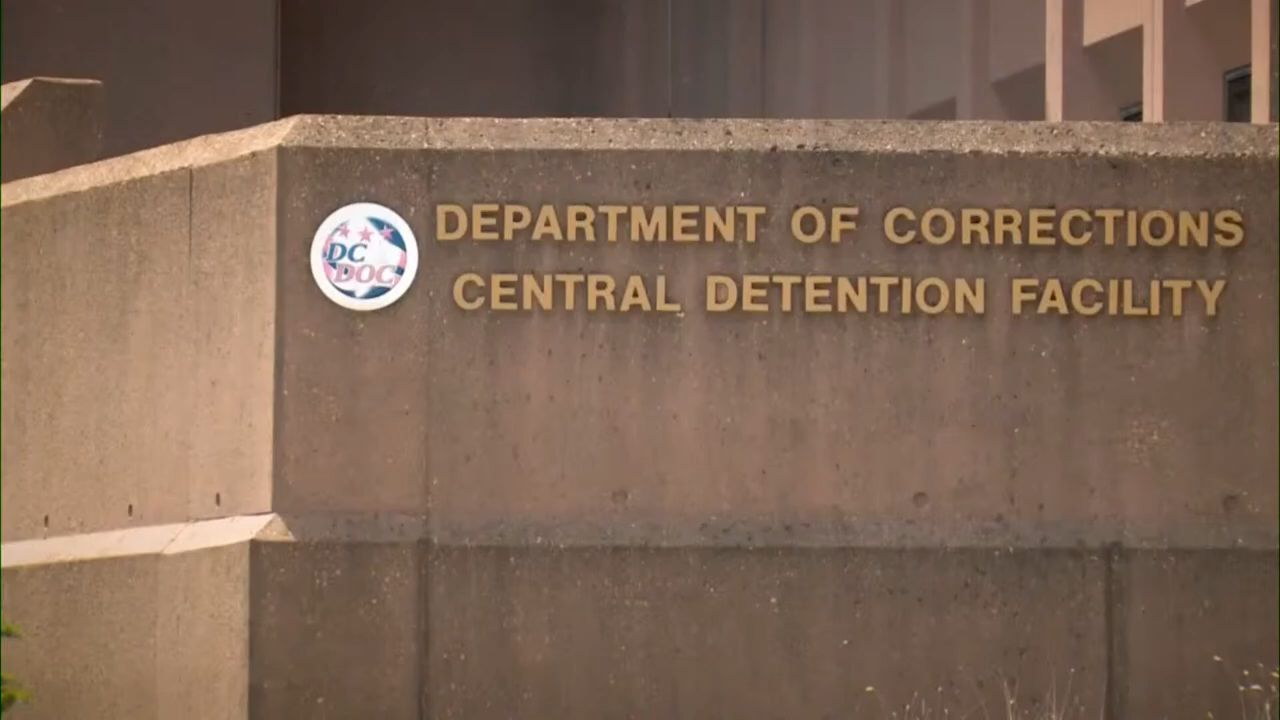 DC
DOC
DEPARTMENT OF CORRECTIONS
CENTRAL DETENTION FACILITY